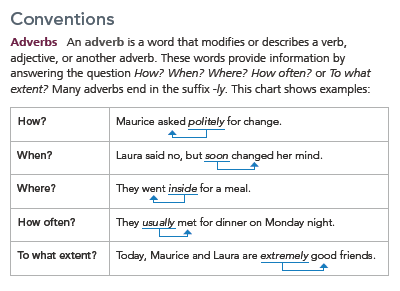 Conventions
Adverbs An adverb is a word that modifies or describes a verb,
adjective, or another adverb. These words provide information by
answering the question How? When? Where? How often? or To what
extent? Many adverbs end in the suffix -ly. This chart shows examples:
How? Maurice asked politely for change.
When? Laura said no, but soon changed her mind.
Where? They went inside for a meal.
How often? They usually met for dinner on Monday night.
To what extent? Today, Maurice and Laura are extremely good friends.